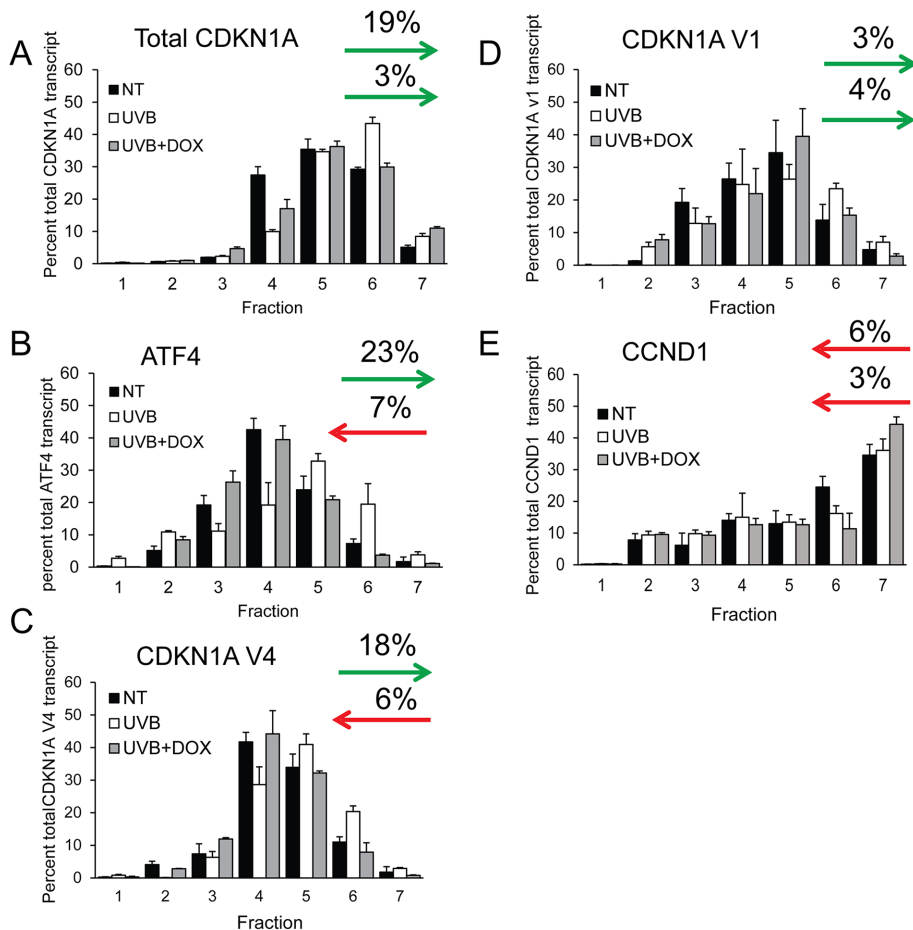 A
Total CDKN1A
19%
3%
Percent total CDKN1A transcript
60
50
40
30
20
10
0
NT
UVB
UVB+DOX
1 2 3 4 5 6 7
Fraction
B
ATF4
23%
7%
percent total ATF4 transcript
60
50
40
30
20
10
0
NT
UVB
UVB+DOX
1 2 3 4 5 6 7
Fraction
C
CDKN1A V4
18%
6%
Percent totalCDKN1A V4 transcript
60
50
40
30
20
10
0
NT
UVB
UVB+DOX
1 2 3 4 5 6 7
Fraction
D
CDKN1A V1
3%
4%
Percent total CDKN1A v1 transcript
60
50
40
30
20
10
0
NT
UVB
UVB+DOX
1 2 3 4 5 6 7
Fraction
E
CCND1
6%
3%
Percent total CCND1 transcript
60
50
40
30
20
10
0
NT
UVB
UVB+DOX
1 2 3 4 5 6 7
Fraction